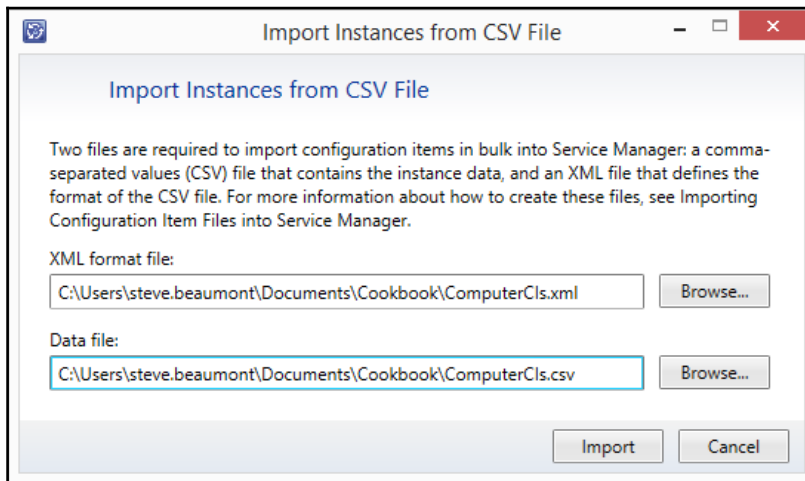 Import Instances from CSV File
Import Instances from CSV File
Two files are required to import configuration items in bulk into Service Manager: a comma-
separated values (CSV) file that contains the instance data, and an XML file that defines the
format of the CSV file. For more information about how to create these files, see Importing
Configuration Item Files into Service Manager.
XML format file:
C:\Users\steve.beaumont\Documents\Cookbook\ComputerCIs.xml
Browse...
Data file:
C:\Users\steve.beaumont\Documents\Cookbook\ComputerCIs.csv
Browse...
Import
Cancel